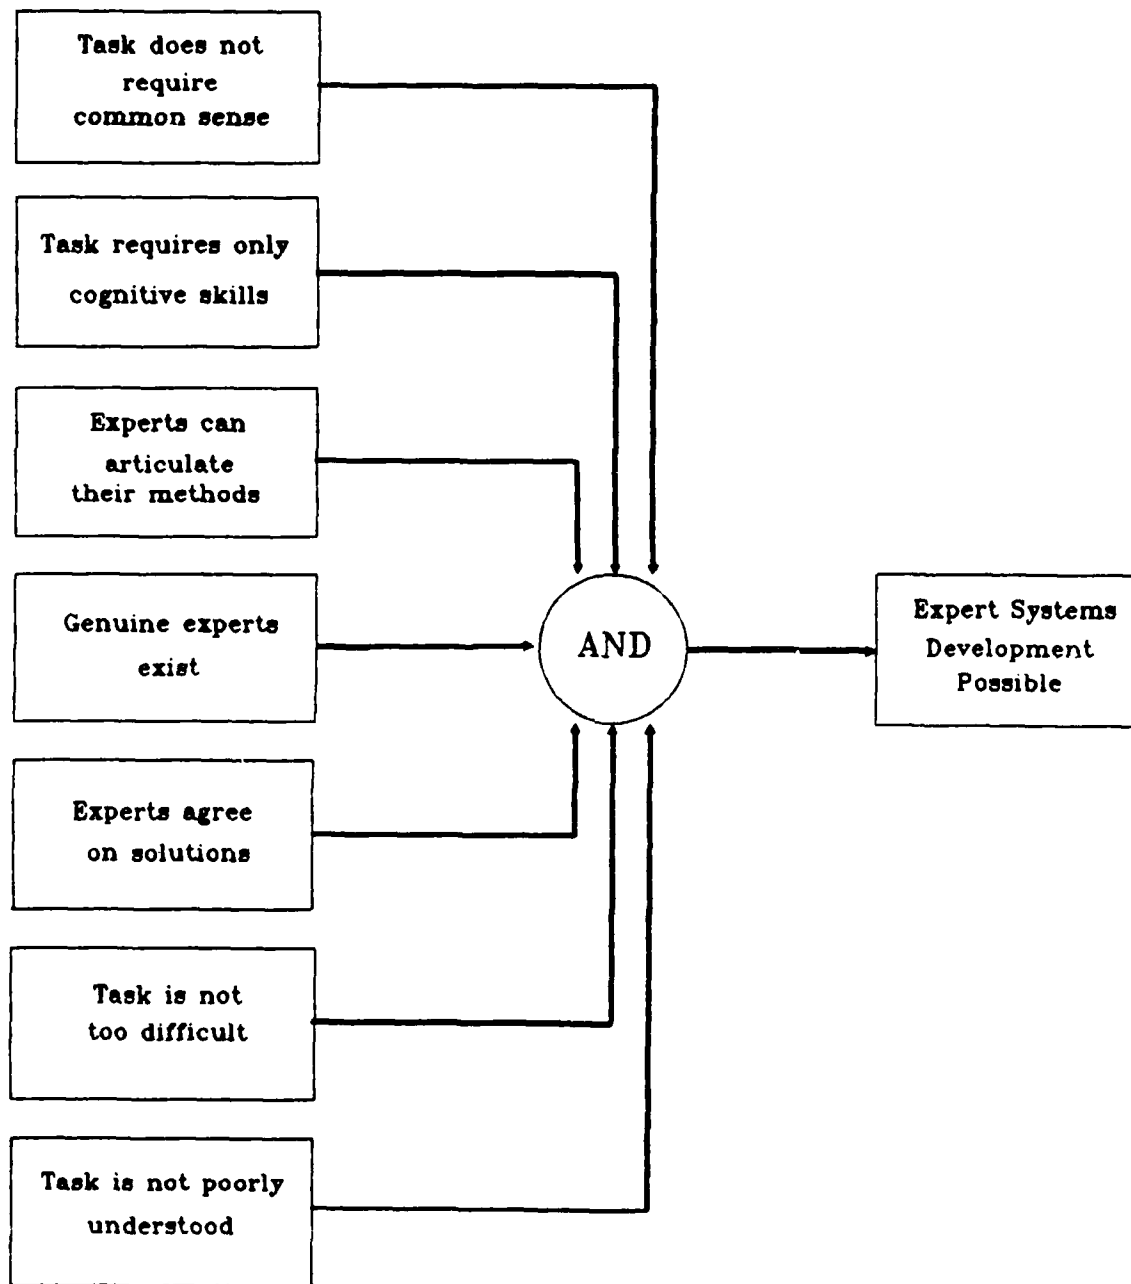 Task does not
require
common sense
Task requires only
cognitive skills
Experts can
articulate
their methods
Genuine experts
exist
AND
Expert Systems
Development
Possible
Experts agree
on solutions
Task is not
too difficult
Task is not poorly
understood